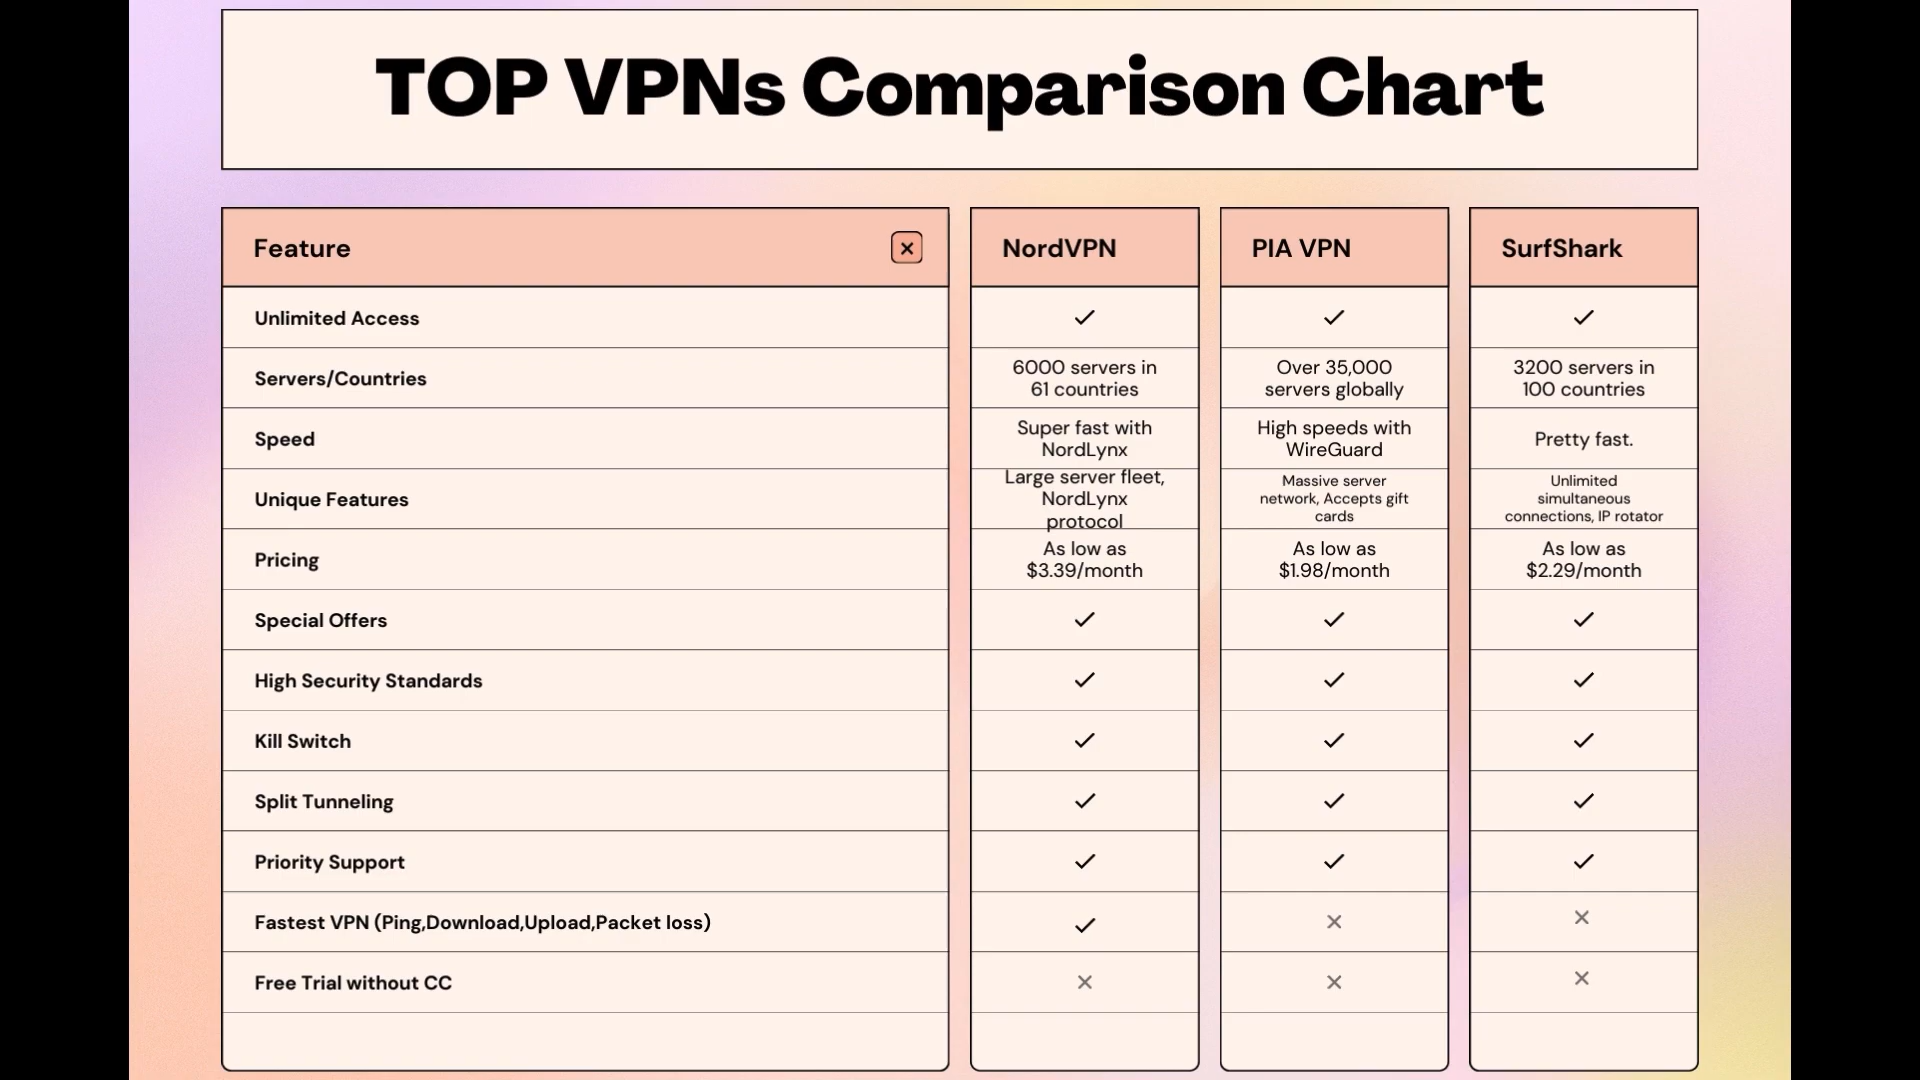 TOP VPNs Comparison Chart
Feature
NordVPN
PIA VPN
SurfShark
Unlimited Access
✓
✓
✓
Servers/Countries
6000 servers in
61 countries
Over 35,000
servers globally
3200 servers in
100 countries
Speed
Super fast with
NordLynx
High speeds with
WireGuard
Pretty fast.
Unique Features
Large server fleet,
NordLynx
protocol
Massive server
network, Accepts gift
cards
Unlimited
simultaneous
connections, IP rotator
Pricing
As low as
$3.39/month
As low as
$1.98/month
As low as
$2.29/month
Special Offers
✓
✓
✓
High Security Standards
✓
✓
✓
Kill Switch
✓
✓
✓
Split Tunneling
✓
✓
✓
Priority Support
✓
✓
✓
Fastest VPN (Ping,Download,Upload,Packet loss)
✓
✕
✕
Free Trial without CC
✕
✕
✕